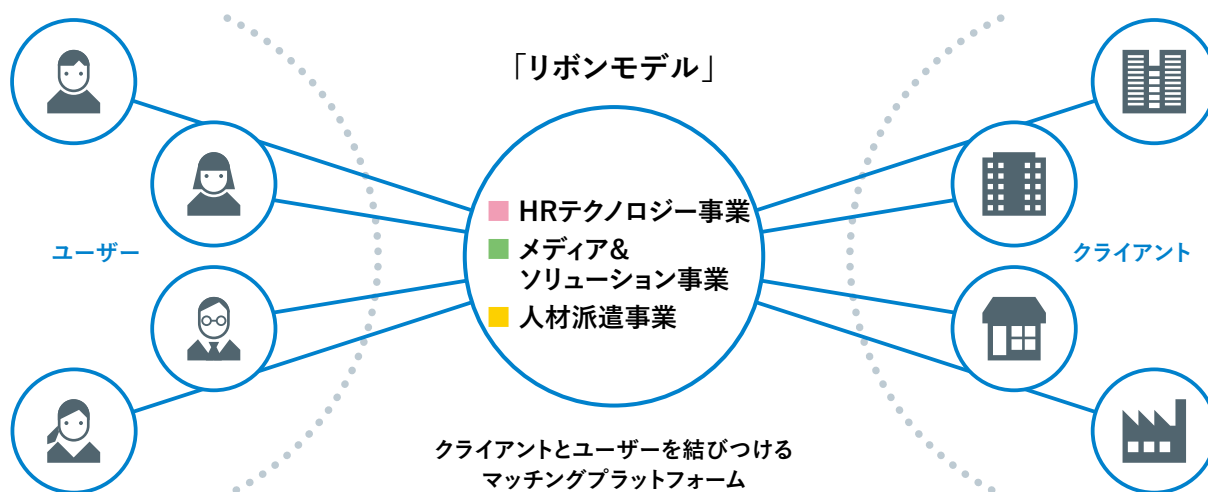 「リボンモデル」
HRテクノロジー事業
メディア&
ソリューション事業
人材派遣事業
ユーザー
クライアント
クライアントとユーザーを結びつける
マッチングプラットフォーム